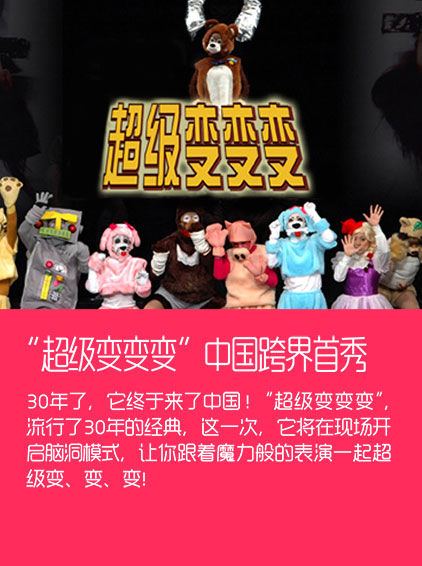 超级变变变
“超级变变变”中国跨界首秀
30年了，它终于来了中国！“超级变变变”，
流行了30年的经典，这一次，它将在现场开
启脑洞模式，让你跟着魔力般的表演一起超
级变、变、变!